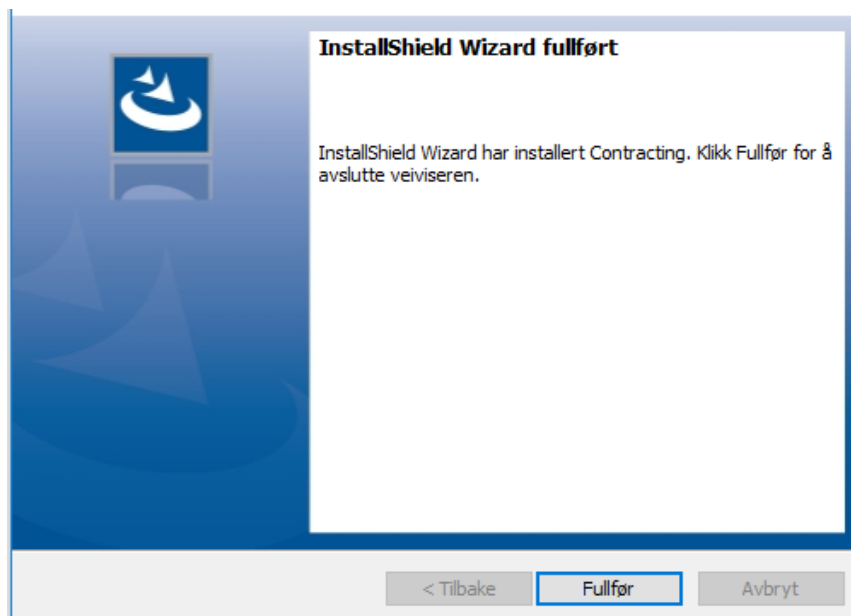 InstallShield Wizard fullført
InstallShield Wizard har installert Contracting. Klikk Fullfør for å
avslutte veiviseren.
< Tilbake
Fullfør
Avbryt